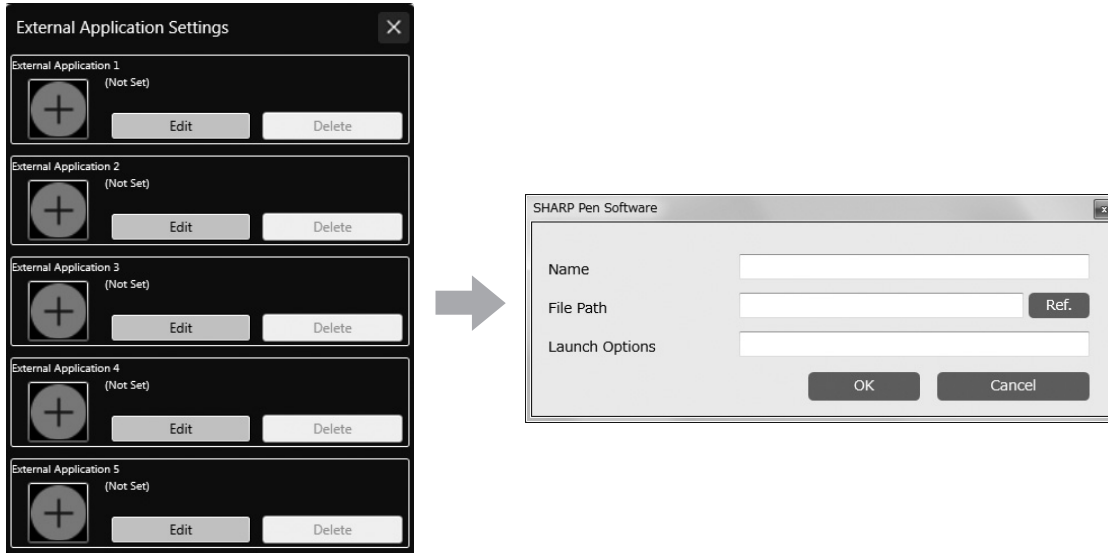 External Application Settings
External Application 1
(Not Set)
Edit Delete
External Application 2
(Not Set)
Edit Delete
External Application 3
(Not Set)
Edit Delete
External Application 4
(Not Set)
Edit Delete
External Application 5
(Not Set)
Edit Delete
SHARP Pen Software
Name
File Path Ref.
Launch Options
OK Cancel